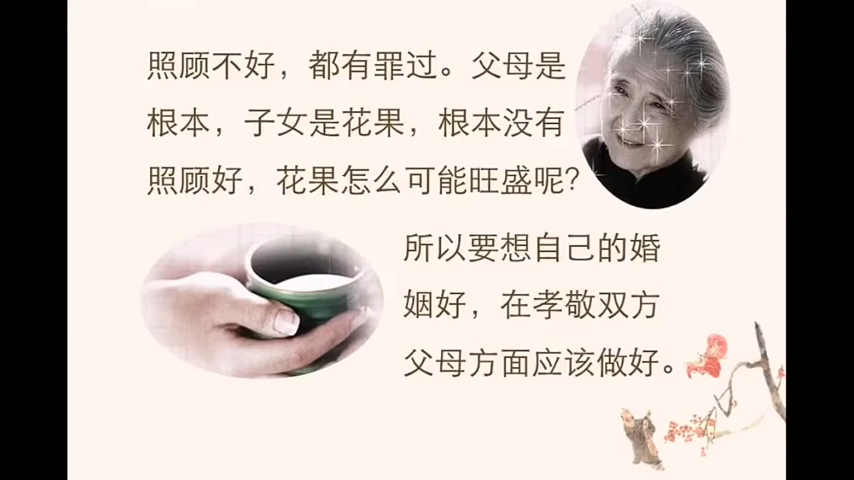 照顾不好，都有罪过。父母是
根本，子女是花果，根本没有
照顾好，花果怎么可能旺盛呢？
所以要想自己的婚
姻好，在孝敬双方
父母方面应该做好。